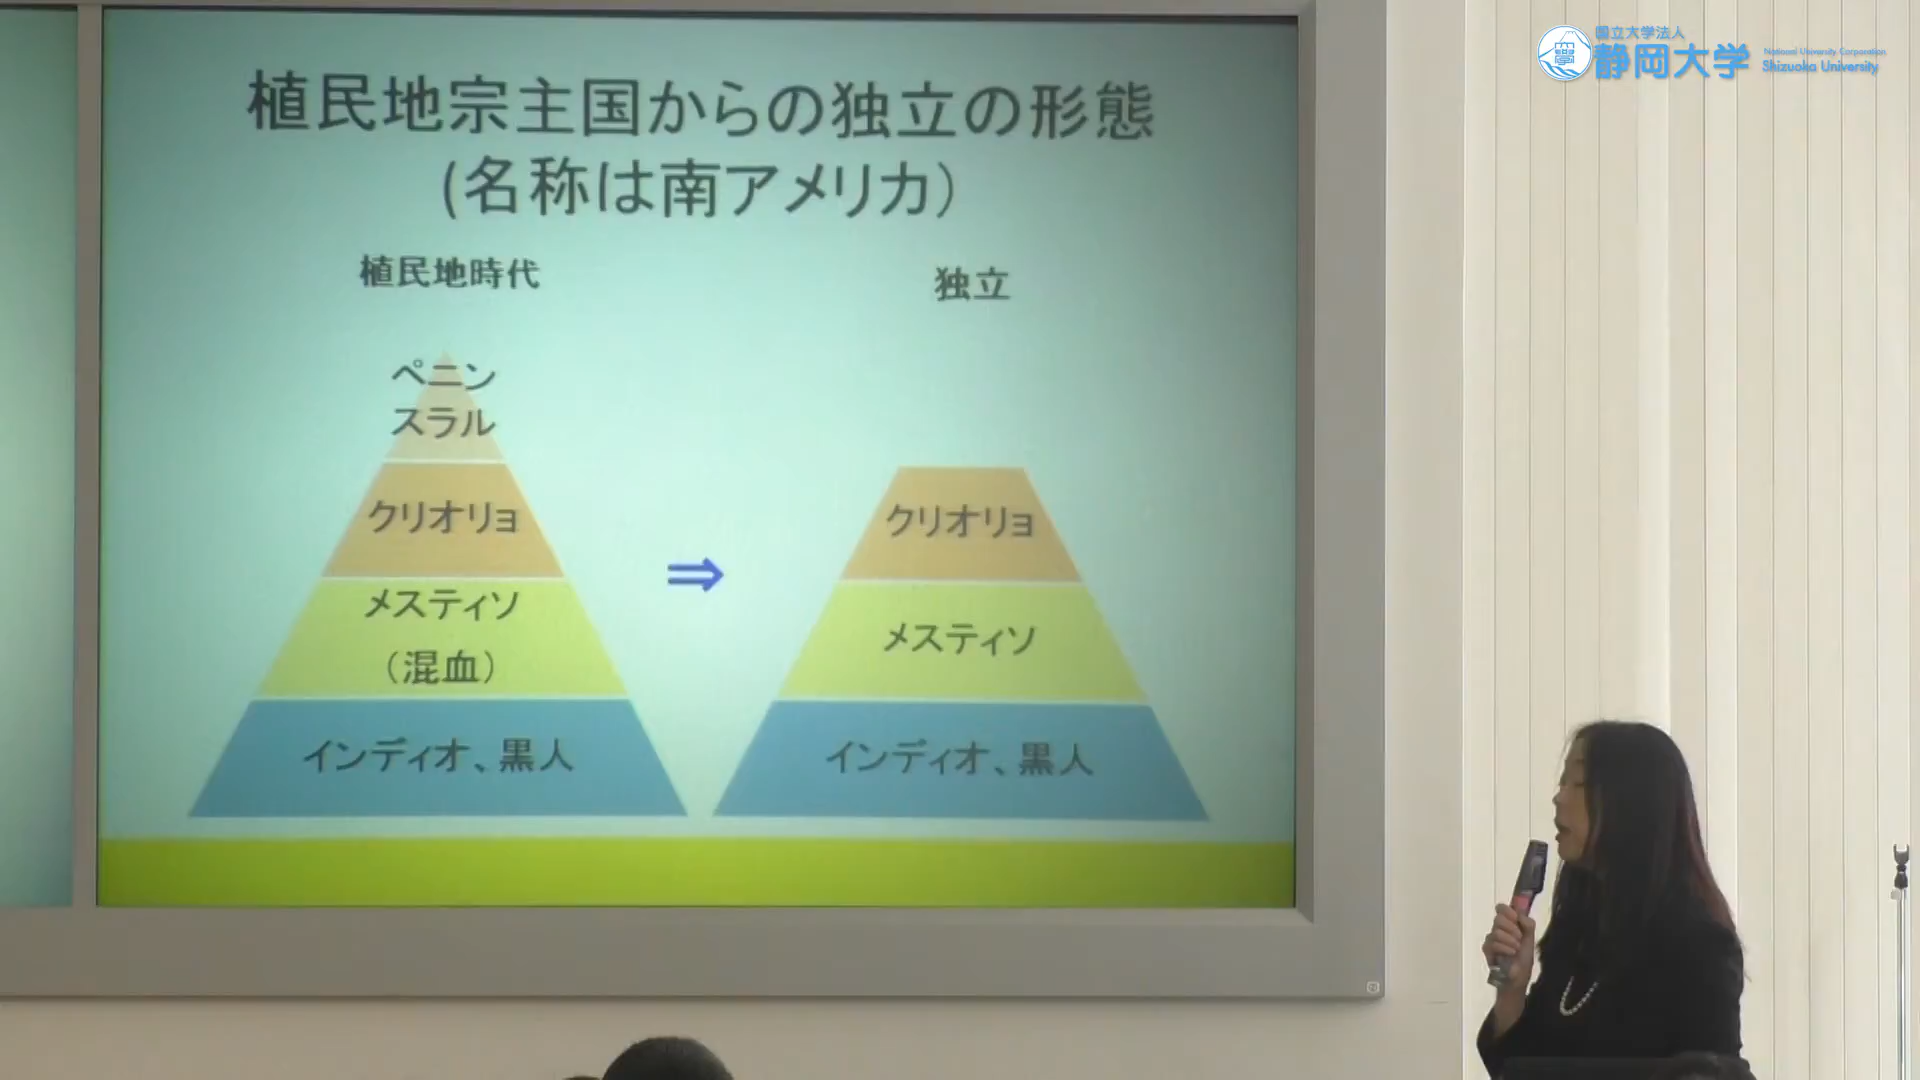 国立大学法人
静岡大学
National University Corporation
Shizuoka University
植民地宗主国からの独立の形態
(名称は南アメリカ)
植民地時代
独立
ペニン
スラル
クリオリョ
メスティソ
(混血)
インディオ、黒人
⇒
クリオリョ
メスティソ
インディオ、黒人